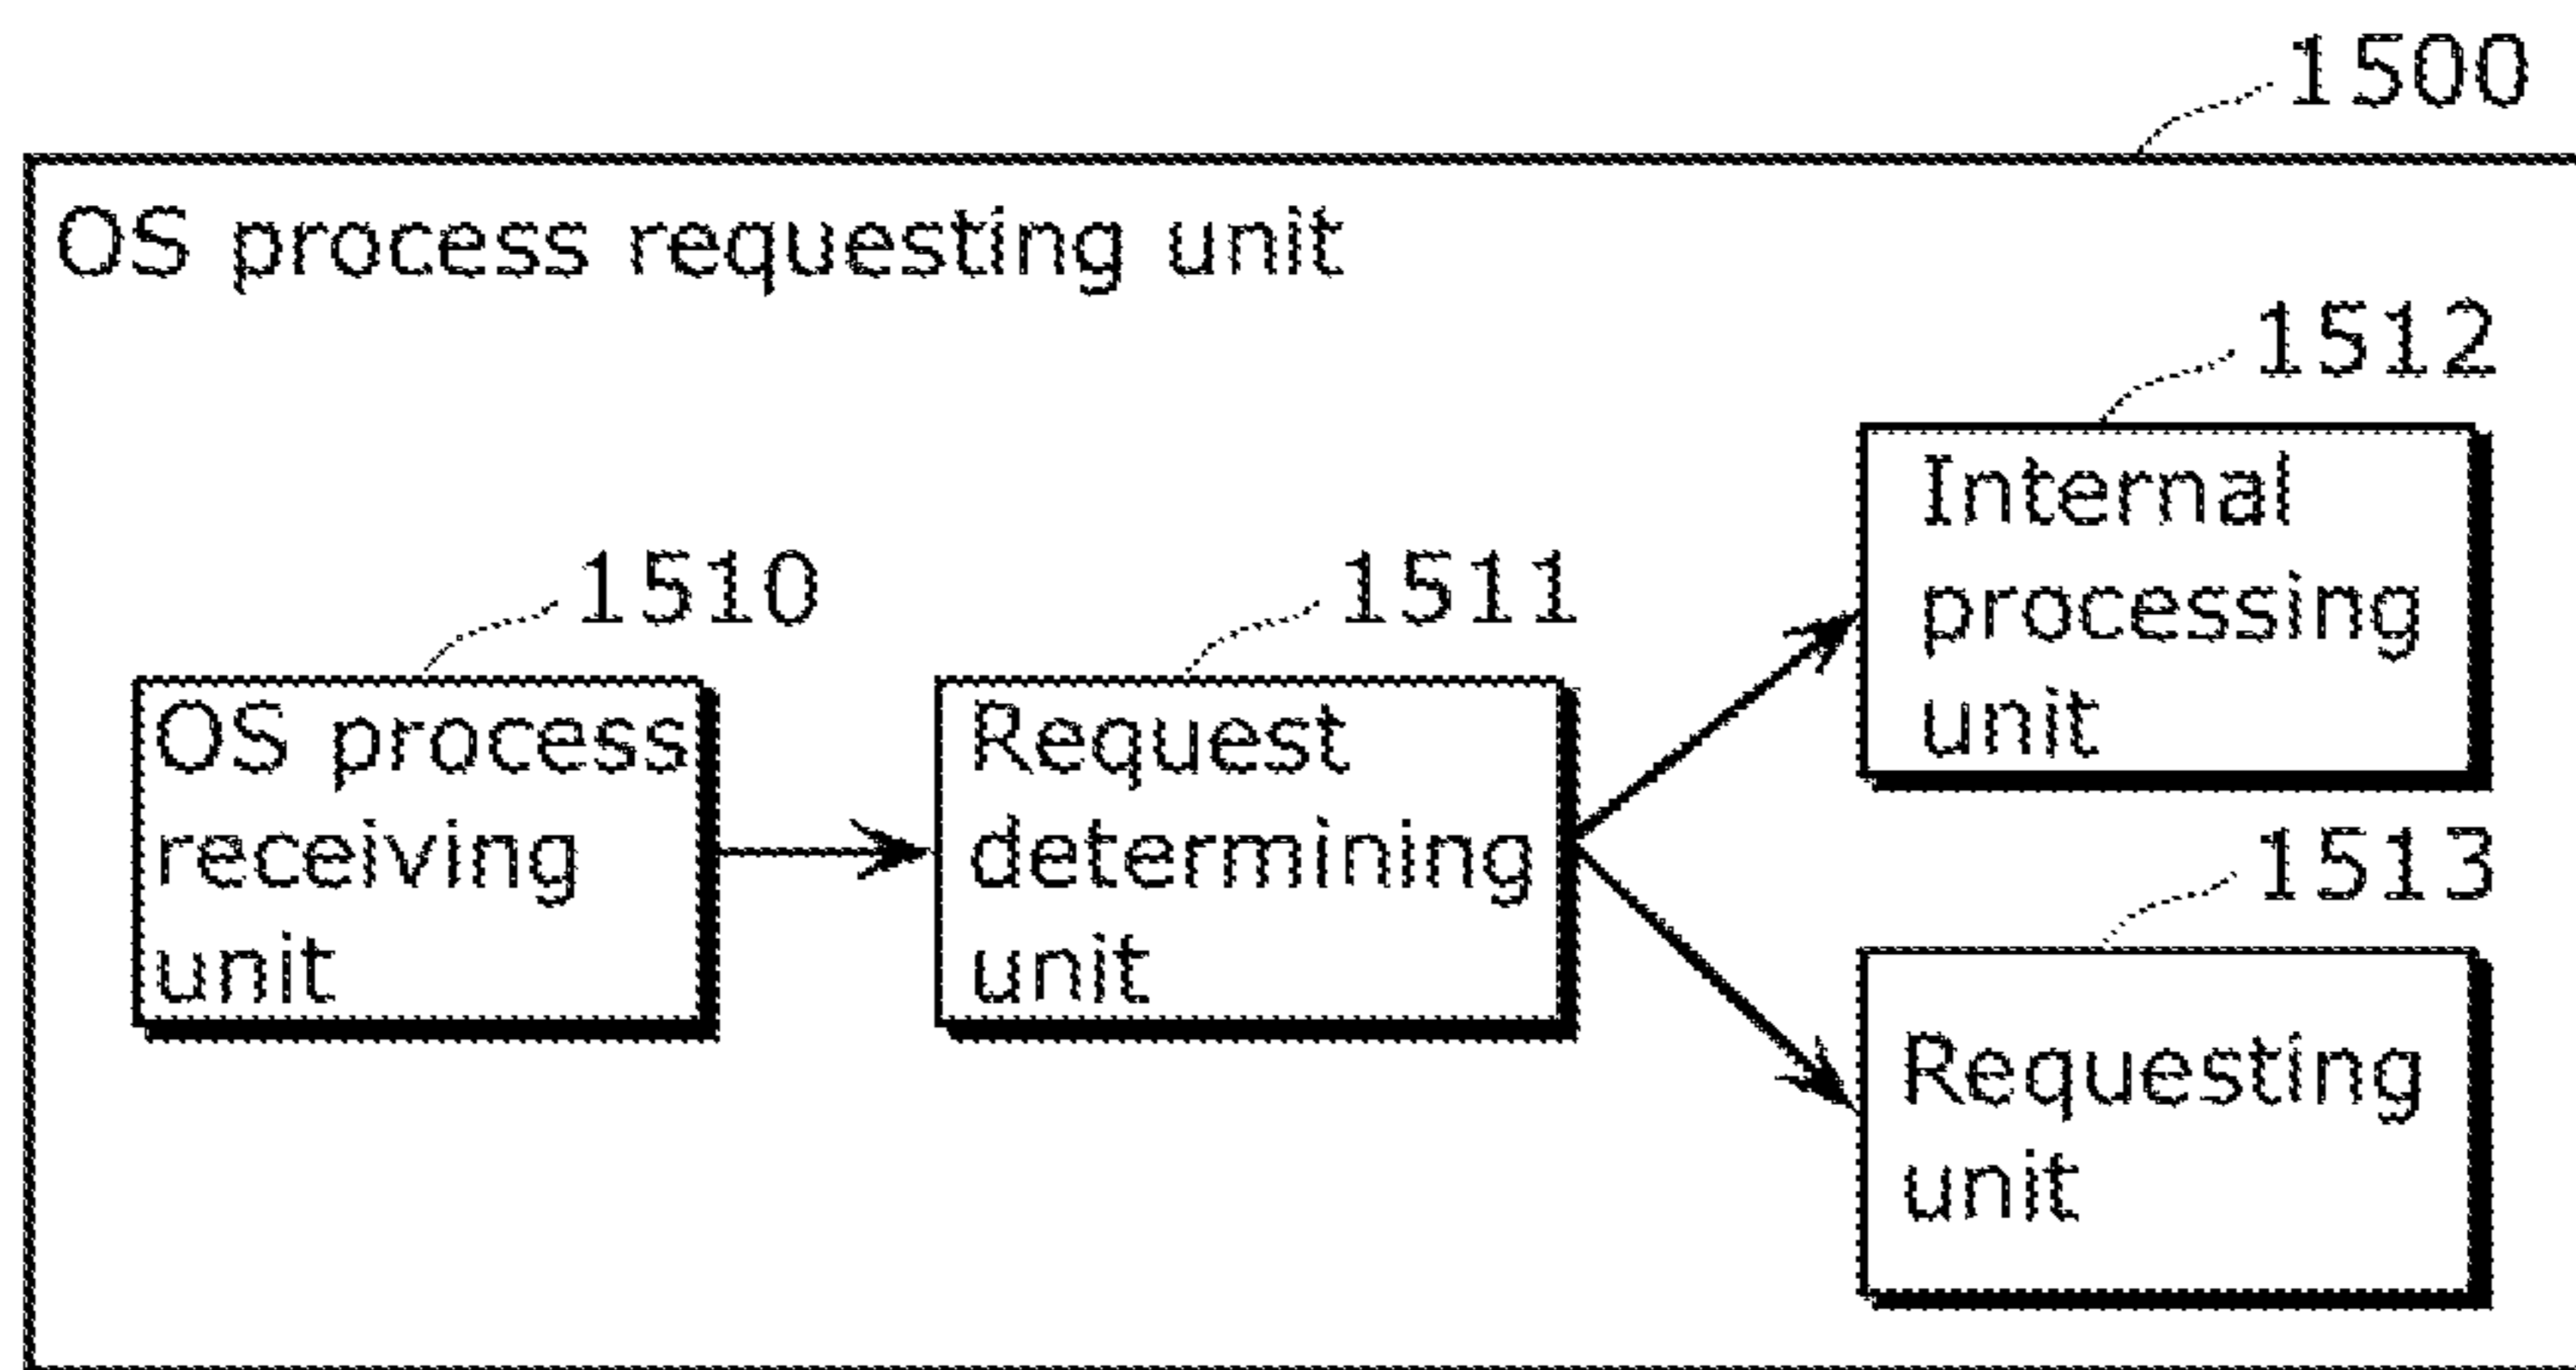 1500
OS process requesting unit
1512
Internal
processing
unit
1510
OS process
receiving
unit
1511
Request
determining
unit
1513
Requesting
unit